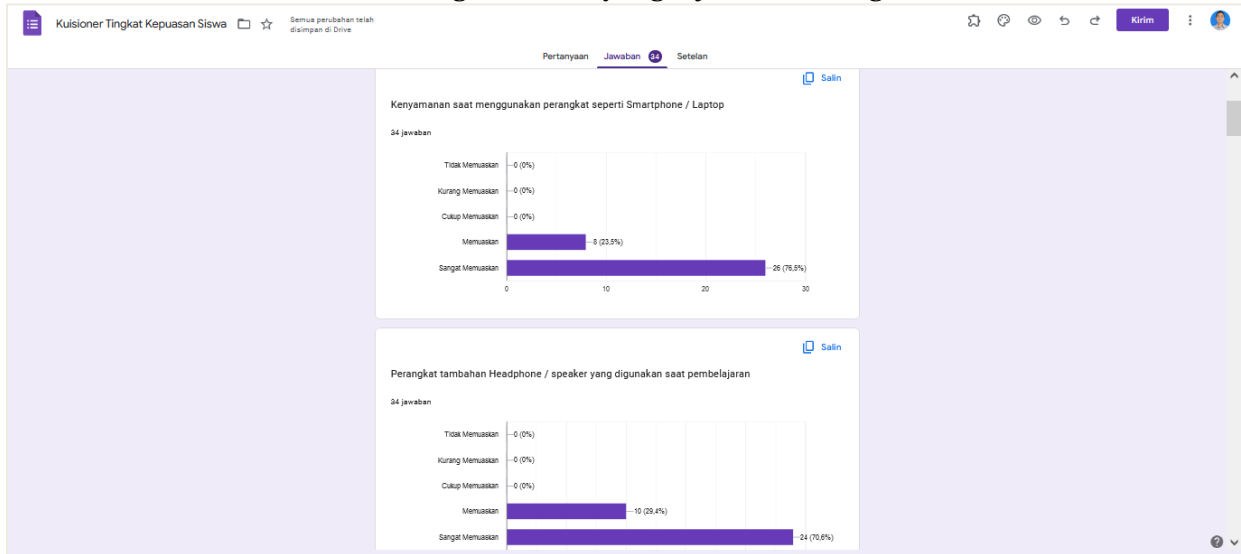 Kuisioner Tingkat Kepuasan Siswa
Semua perubahan telah
disimpan di Drive
Kirim
Pertanyaan Jawaban 34 Setelan
Salin
Kenyamanan saat menggunakan perangkat seperti Smartphone / Laptop
34 jawaban
Tidak Memuaskan 0 (0%)
Kurang Memuaskan 0 (0%)
Cukup Memuaskan 0 (0%)
Memuaskan 8 (23,5%)
Sangat Memuaskan 26 (76,5%)
0 10 20 30
Salin
Perangkat tambahan Headphone / speaker yang digunakan saat pembelajaran
34 jawaban
Tidak Memuaskan 0 (0%)
Kurang Memuaskan 0 (0%)
Cukup Memuaskan 0 (0%)
Memuaskan 10 (29,4%)
Sangat Memuaskan 24 (70,6%)